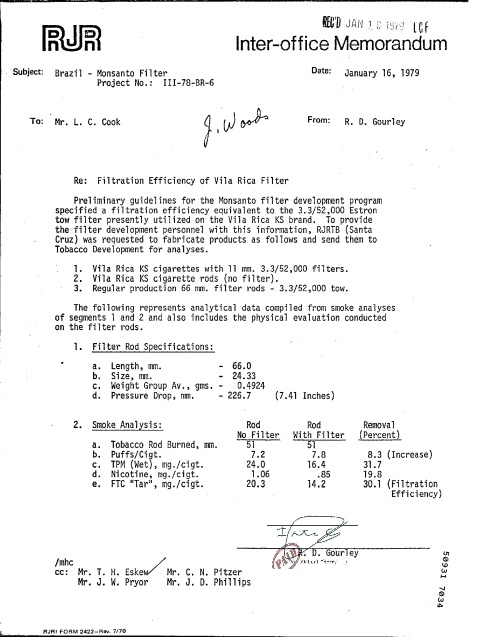 REC'D JAN 1979 LCF
RJR
Inter-office Memorandum
Subject: Brazil - Monsanto Filter
Project No.: III-78-BR-6
Date: January 16, 1979
To: Mr. L. C. Cook
J. Woods
From: R. D. Gourley
Re: Filtration Efficiency of Vila Rica Filter
Preliminary guidelines for the Monsanto filter development program
specified a filtration efficiency equivalent to the 3.3/52,000 Estron
tow filter presently utilized on the Vila Rica KS brand. To provide
the filter development personnel with this information, RJRTB (Santa
Cruz) was requested to fabricate products as follows and send them to
Tobacco Development for analyses.
1. Vila Rica KS cigarettes with 11 mm. 3.3/52,000 filters.
2. Vila Rica KS cigarette rods (no filter).
3. Regular production 66 mm. filter rods - 3.3/52,000 tow.
The following represents analytical data compiled from smoke analyses
of segments 1 and 2 and also includes the physical evaluation conducted
on the filter rods.
1. Filter Rod Specifications:
a. Length, mm. - 66.0
b. Size, mm. - 24.33
c. Weight Group Av., gms. - 0.4924
d. Pressure Drop, mm. - 226.7 (7.41 Inches)
2. Smoke Analysis: Rod Rod Removal
No Filter With Filter (Percent)
a. Tobacco Rod Burned, mm. 51 51
b. Puffs/Cigt. 7.2 7.8 8.3 (Increase)
c. TPM (Wet), mg./cigt. 24.0 16.4 31.7
d. Nicotine, mg./cigt. 1.06 .85 19.8
e. FTC "Tar", mg./cigt. 20.3 14.2 30.1 (Filtration
Efficiency)
R. D. Gourley
/mhc
cc: Mr. T. H. Eskew Mr. C. N. Pitzer
Mr. J. W. Pryor Mr. J. D. Phillips
50931 7034
RJRI FORM 2422-Rev. 7/70